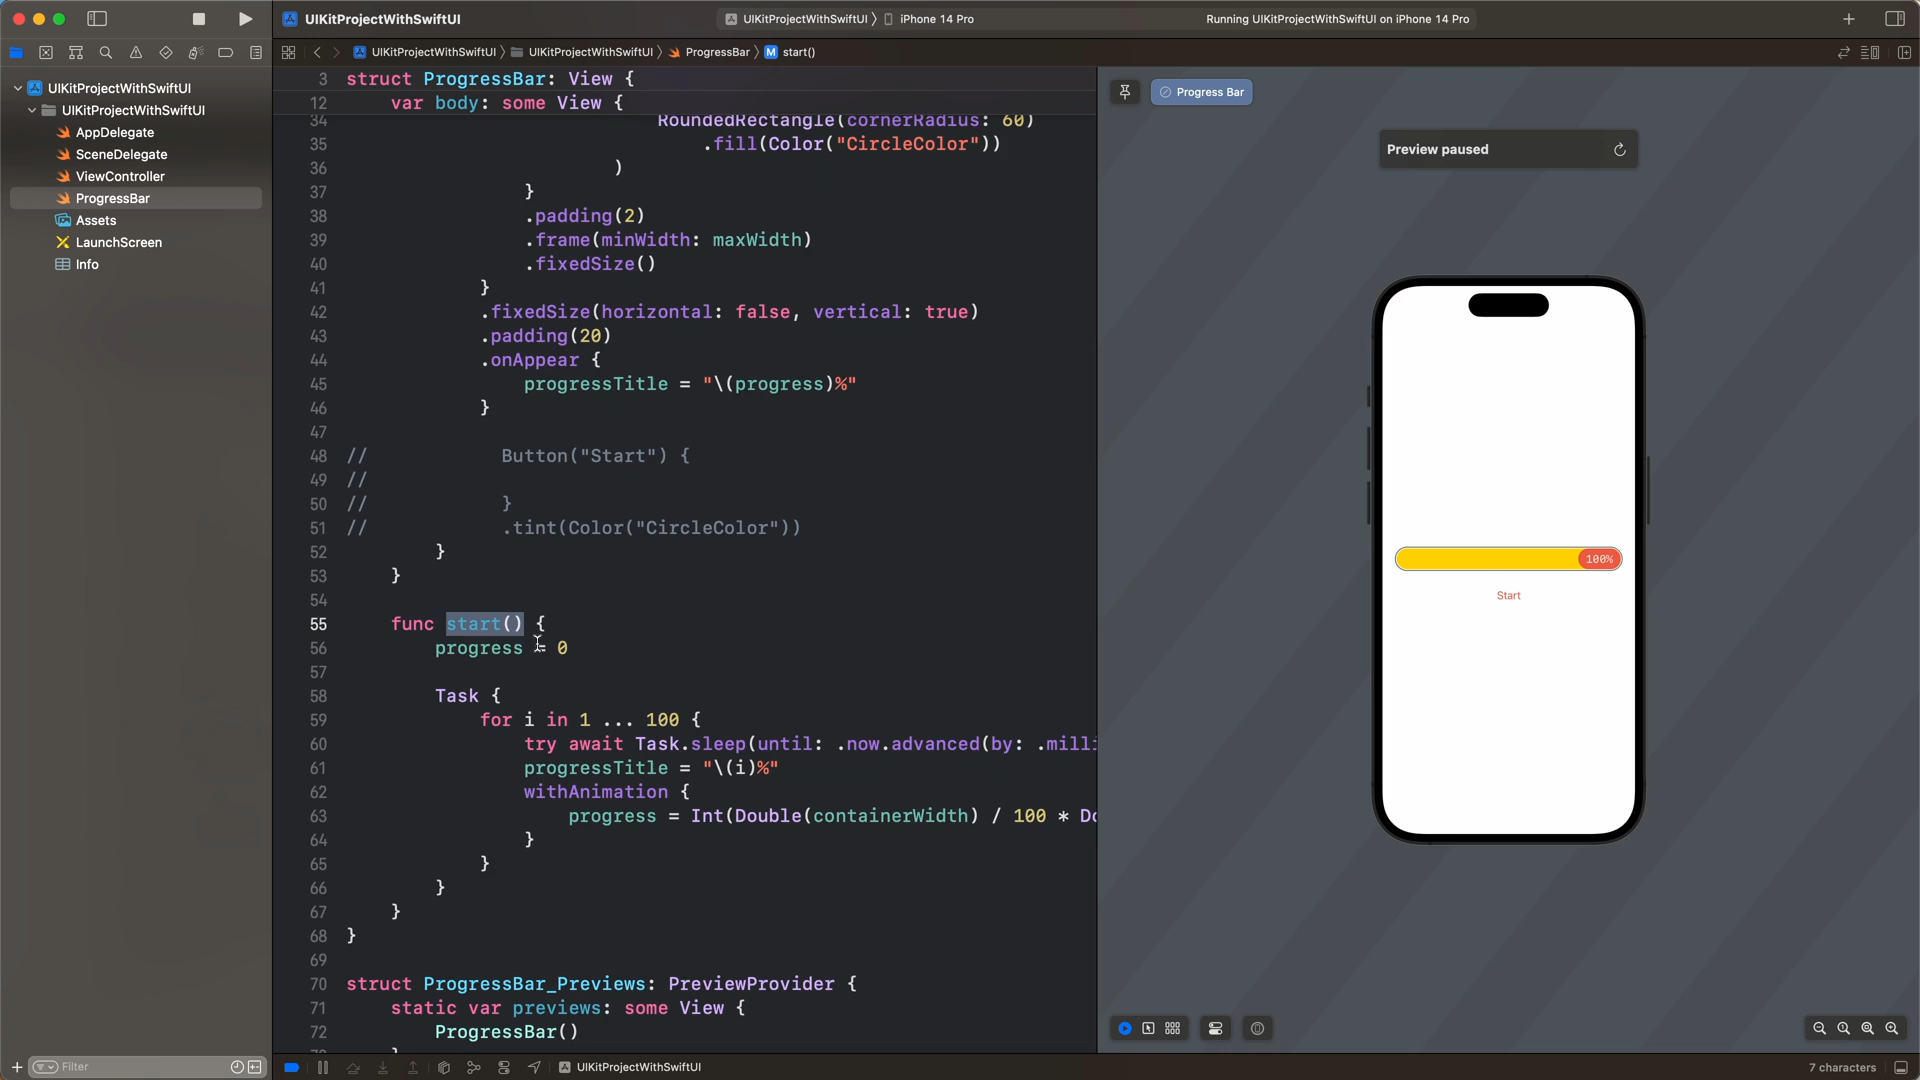 UIKitProjectWithSwiftUI
UIKitProjectWithSwiftUI 〉 iPhone 14 Pro
Running UIKitProjectWithSwiftUI on iPhone 14 Pro
UIKitProjectWithSwiftUI 〉 UIKitProjectWithSwiftUI 〉 ProgressBar 〉 M start()
UIKitProjectWithSwiftUI
UIKitProjectWithSwiftUI
AppDelegate
SceneDelegate
ViewController
ProgressBar
Assets
LaunchScreen
Info
Filter
3 struct ProgressBar: View {
12 var body: some View {
34 RoundedRectangle(cornerRadius: 60)
35 .fill(Color("CircleColor"))
36 )
37 }
38 .padding(2)
39 .frame(minWidth: maxWidth)
40 .fixedSize()
41 }
42 .fixedSize(horizontal: false, vertical: true)
43 .padding(20)
44 .onAppear {
45 progressTitle = "\(progress)%"
46 }
47
48 // Button("Start") {
49 //
50 // }
51 // .tint(Color("CircleColor"))
52 }
53 }
54
55 func start() {
56 progress = 0
57
58 Task {
59 for i in 1 ... 100 {
60 try await Task.sleep(until: .now.advanced(by: .milli
61 progressTitle = "\(i)%"
62 withAnimation {
63 progress = Int(Double(containerWidth) / 100 * Do
64 }
65 }
66 }
67 }
68 }
69
70 struct ProgressBar_Previews: PreviewProvider {
71 static var previews: some View {
72 ProgressBar()
Progress Bar
Preview paused
100%
Start
UIKitProjectWithSwiftUI
7 characters